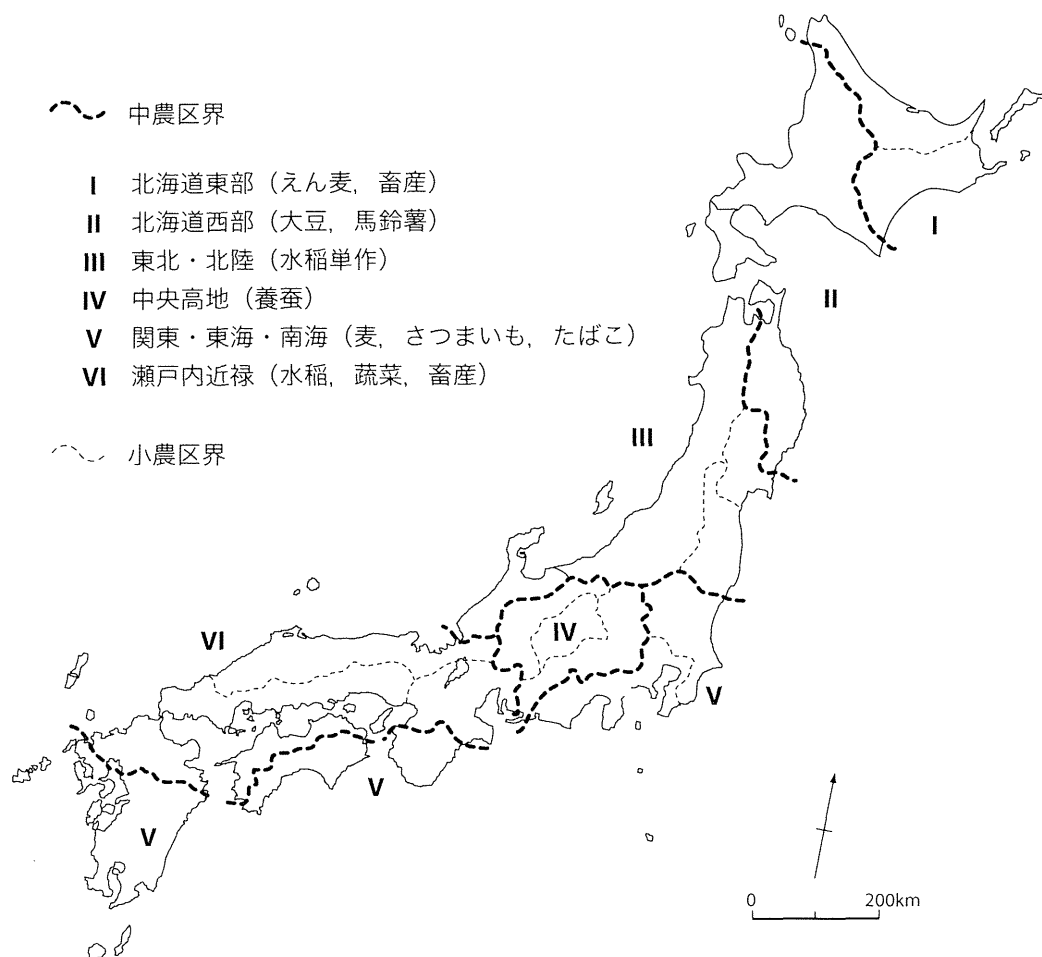 中農区界
I 北海道東部（えん麦，畜産）
II 北海道西部（大豆，馬鈴薯）
III 東北・北陸（水稲単作）
IV 中央高地（養蚕）
V 関東・東海・南海（麦，さつまいも，たばこ）
VI 瀬戸内近禄（水稲，蔬菜，畜産）
小農区界
I
II
III
IV
VI
V
V
V
0 200km